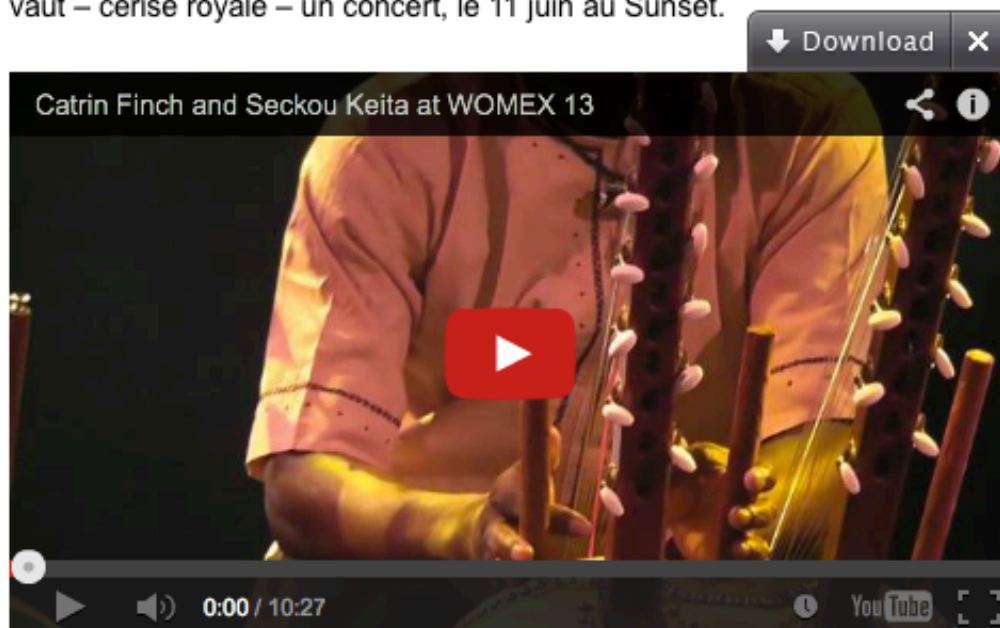 vaut – cerise royale – un concert, le 11 juin au Sunset.
Download
Catrin Finch and Seckou Keita at WOMEX 13
0:00 / 10:27
YouTube